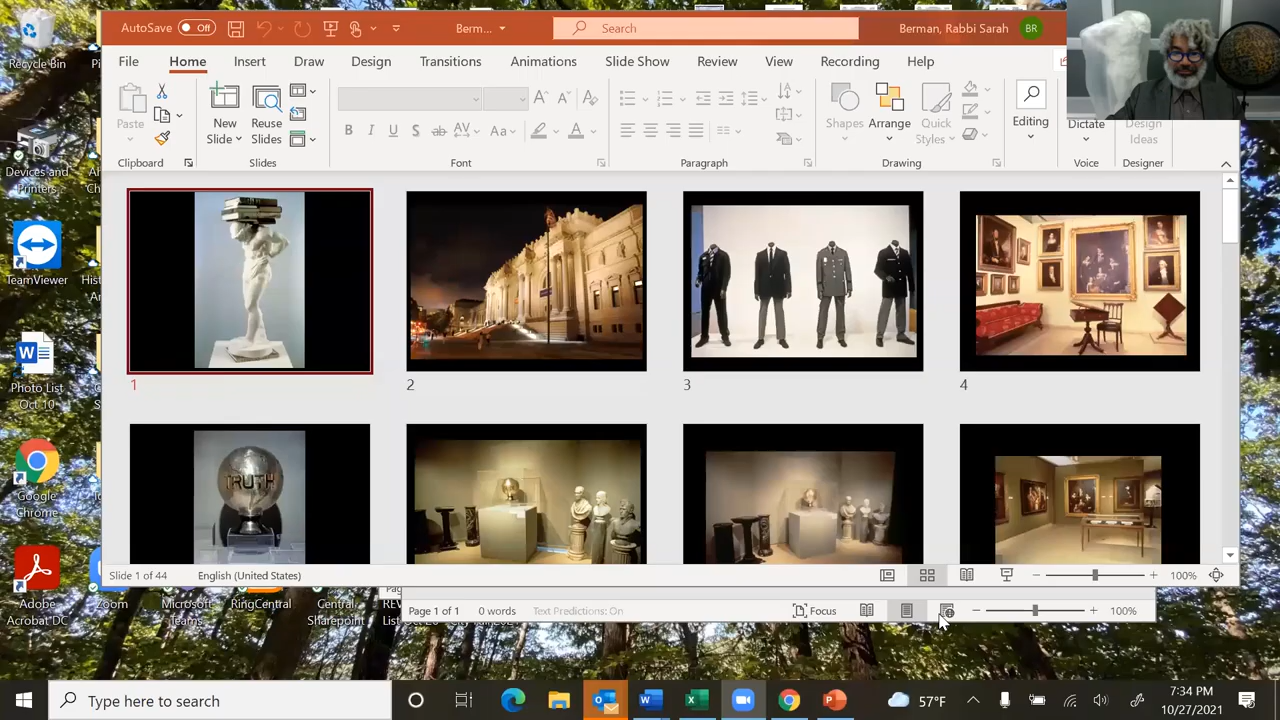 AutoSave Off Berm... Search Berman, Rabbi Sarah BR
File Home Insert Draw Design Transitions Animations Slide Show Review View Recording Help
Paste New Slide Reuse Slides Shapes Arrange Quick Styles Editing Dictate Design Ideas
B I U S ab AV Aa A
Clipboard Slides Font Paragraph Drawing Voice Designer
Recycle Bin
Devices and Printers
TeamViewer
Photo List Oct 10
Google Chrome
Adobe Acrobat DC
Zoom
Microsoft Teams
RingCentral
Central Sharepoint
1 2 3 4
TRUTH
Slide 1 of 44 English (United States) 100%
Page 1 of 1 0 words Text Predictions: On Focus 100%
Type here to search 57°F 7:34 PM
10/27/2021